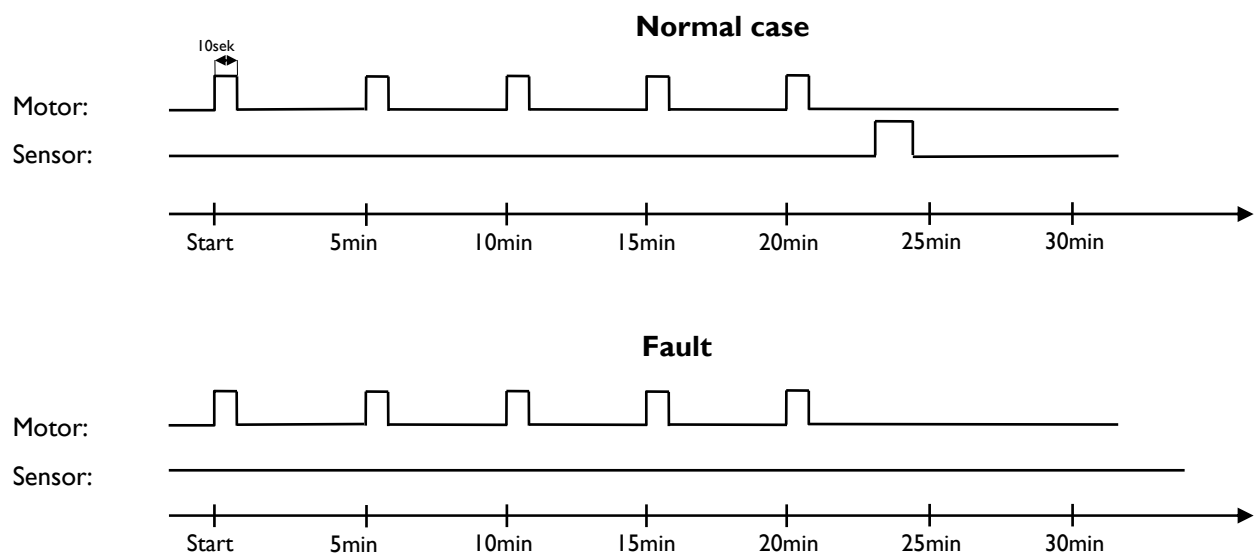 Normal case
10sek
Motor:
Sensor:
Start 5min 10min 15min 20min 25min 30min
Fault
Motor:
Sensor:
Start 5min 10min 15min 20min 25min 30min